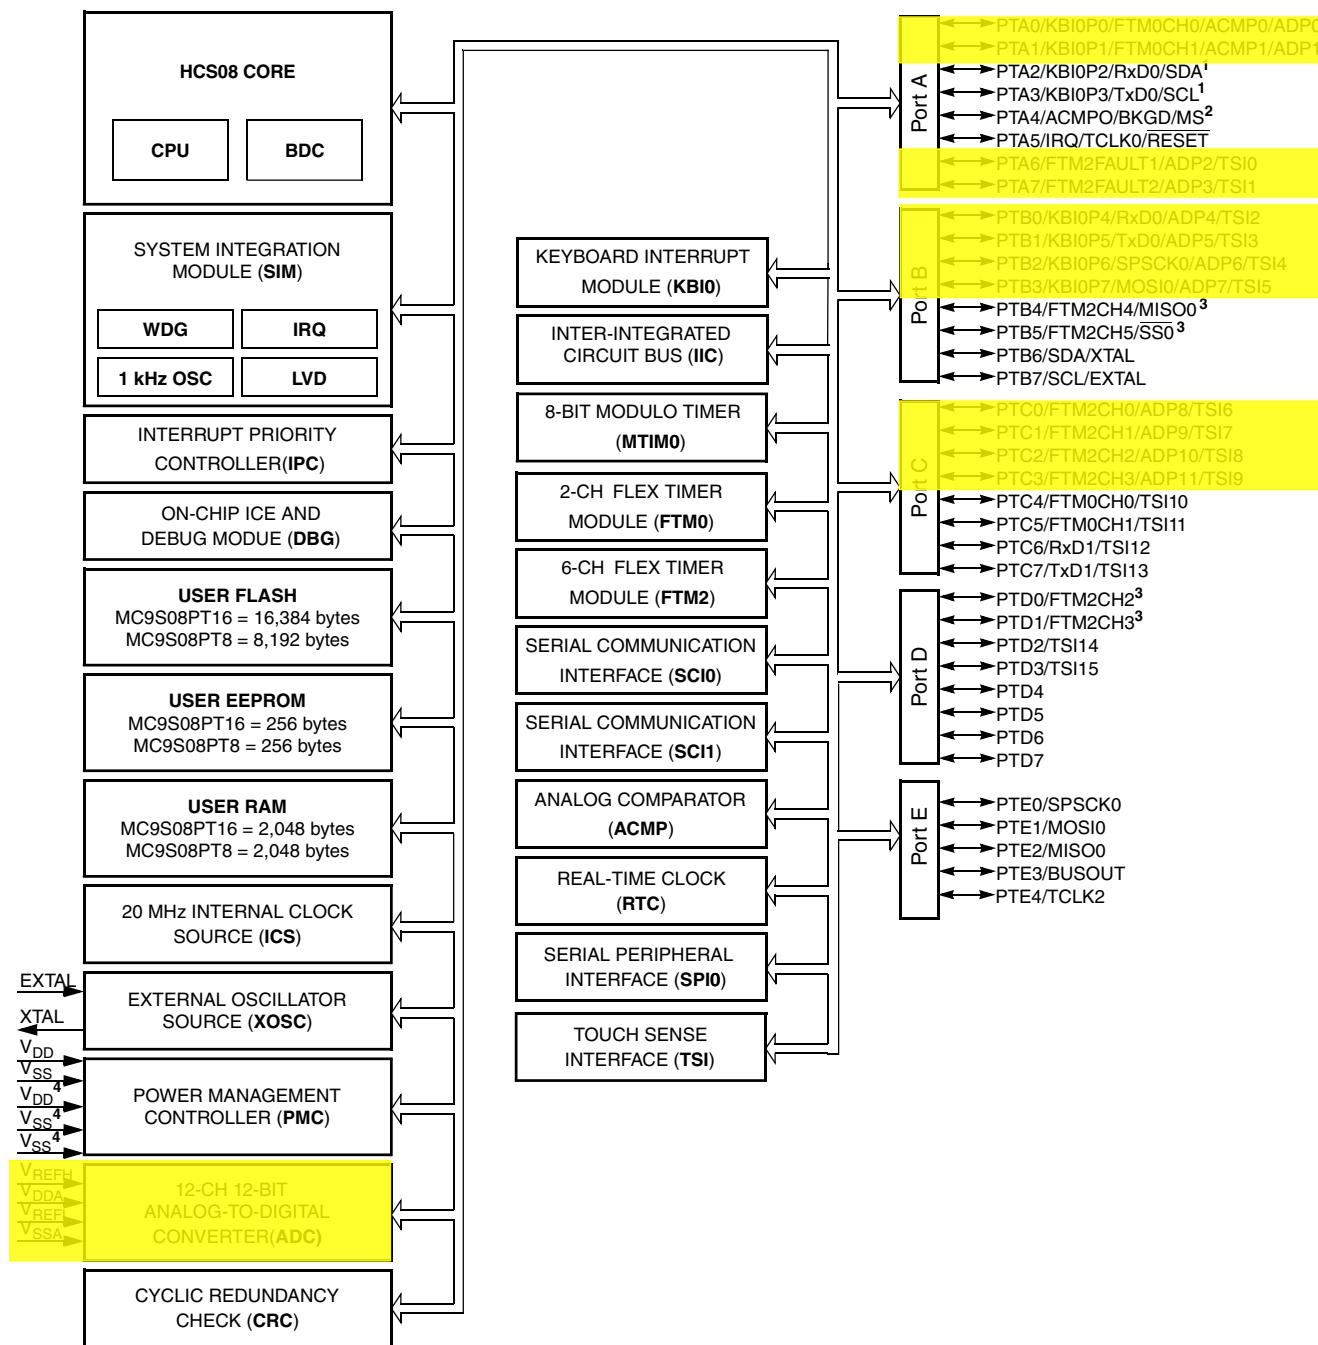 HCS08 CORE
CPU
BDC
SYSTEM INTEGRATION
MODULE (SIM)
WDG
IRQ
1 kHz OSC
LVD
INTERRUPT PRIORITY
CONTROLLER(IPC)
ON-CHIP ICE AND
DEBUG MODUE (DBG)
USER FLASH
MC9S08PT16 = 16,384 bytes
MC9S08PT8 = 8,192 bytes
USER EEPROM
MC9S08PT16 = 256 bytes
MC9S08PT8 = 256 bytes
USER RAM
MC9S08PT16 = 2,048 bytes
MC9S08PT8 = 2,048 bytes
20 MHz INTERNAL CLOCK
SOURCE (ICS)
EXTAL
XTAL
EXTERNAL OSCILLATOR
SOURCE (XOSC)
VDD
VSS
VDD4
VSS4
VSS4
POWER MANAGEMENT
CONTROLLER (PMC)
VREFH
VDDA
VREFL
VSSA
12-CH 12-BIT
ANALOG-TO-DIGITAL
CONVERTER(ADC)
CYCLIC REDUNDANCY
CHECK (CRC)
KEYBOARD INTERRUPT
MODULE (KBI0)
INTER-INTEGRATED
CIRCUIT BUS (IIC)
8-BIT MODULO TIMER
(MTIM0)
2-CH FLEX TIMER
MODULE (FTM0)
6-CH FLEX TIMER
MODULE (FTM2)
SERIAL COMMUNICATION
INTERFACE (SCI0)
SERIAL COMMUNICATION
INTERFACE (SCI1)
ANALOG COMPARATOR
(ACMP)
REAL-TIME CLOCK
(RTC)
SERIAL PERIPHERAL
INTERFACE (SPI0)
TOUCH SENSE
INTERFACE (TSI)
Port A
PTA0/KBI0P0/FTM0CH0/ACMP0/ADP0
PTA1/KBI0P1/FTM0CH1/ACMP1/ADP1
PTA2/KBI0P2/RxD0/SDA1
PTA3/KBI0P3/TxD0/SCL1
PTA4/ACMPO/BKGD/MS2
PTA5/IRQ/TCLK0/RESET
PTA6/FTM2FAULT1/ADP2/TSI0
PTA7/FTM2FAULT2/ADP3/TSI1
Port B
PTB0/KBI0P4/RxD0/ADP4/TSI2
PTB1/KBI0P5/TxD0/ADP5/TSI3
PTB2/KBI0P6/SPSCK0/ADP6/TSI4
PTB3/KBI0P7/MOSI0/ADP7/TSI5
PTB4/FTM2CH4/MISO0 3
PTB5/FTM2CH5/SS0 3
PTB6/SDA/XTAL
PTB7/SCL/EXTAL
Port C
PTC0/FTM2CH0/ADP8/TSI6
PTC1/FTM2CH1/ADP9/TSI7
PTC2/FTM2CH2/ADP10/TSI8
PTC3/FTM2CH3/ADP11/TSI9
PTC4/FTM0CH0/TSI10
PTC5/FTM0CH1/TSI11
PTC6/RxD1/TSI12
PTC7/TxD1/TSI13
Port D
PTD0/FTM2CH23
PTD1/FTM2CH33
PTD2/TSI14
PTD3/TSI15
PTD4
PTD5
PTD6
PTD7
Port E
PTE0/SPSCK0
PTE1/MOSI0
PTE2/MISO0
PTE3/BUSOUT
PTE4/TCLK2